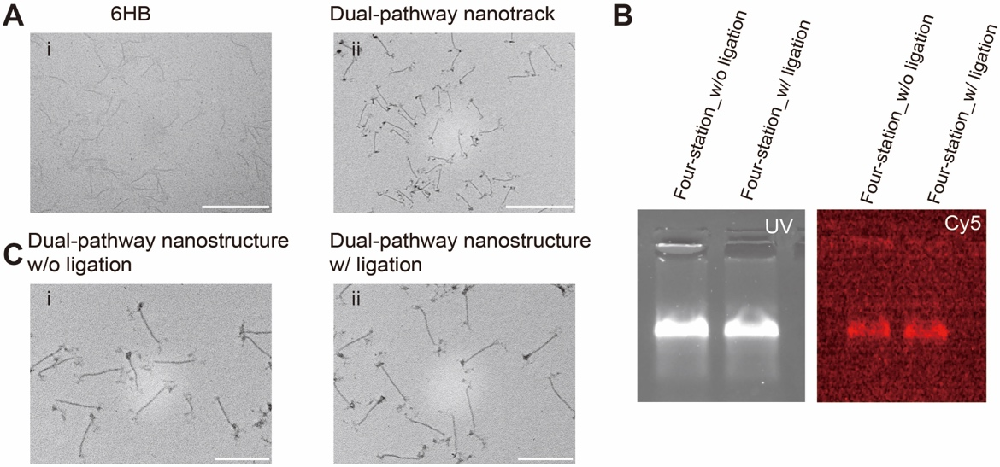 A
6HB
Dual-pathway nanotrack
i
ii
B
Four-station_w/o ligation
Four-station_w/ ligation
Four-station_w/o ligation
Four-station_w/ ligation
UV
Cy5
C
Dual-pathway nanostructure
w/o ligation
Dual-pathway nanostructure
w/ ligation
i
ii